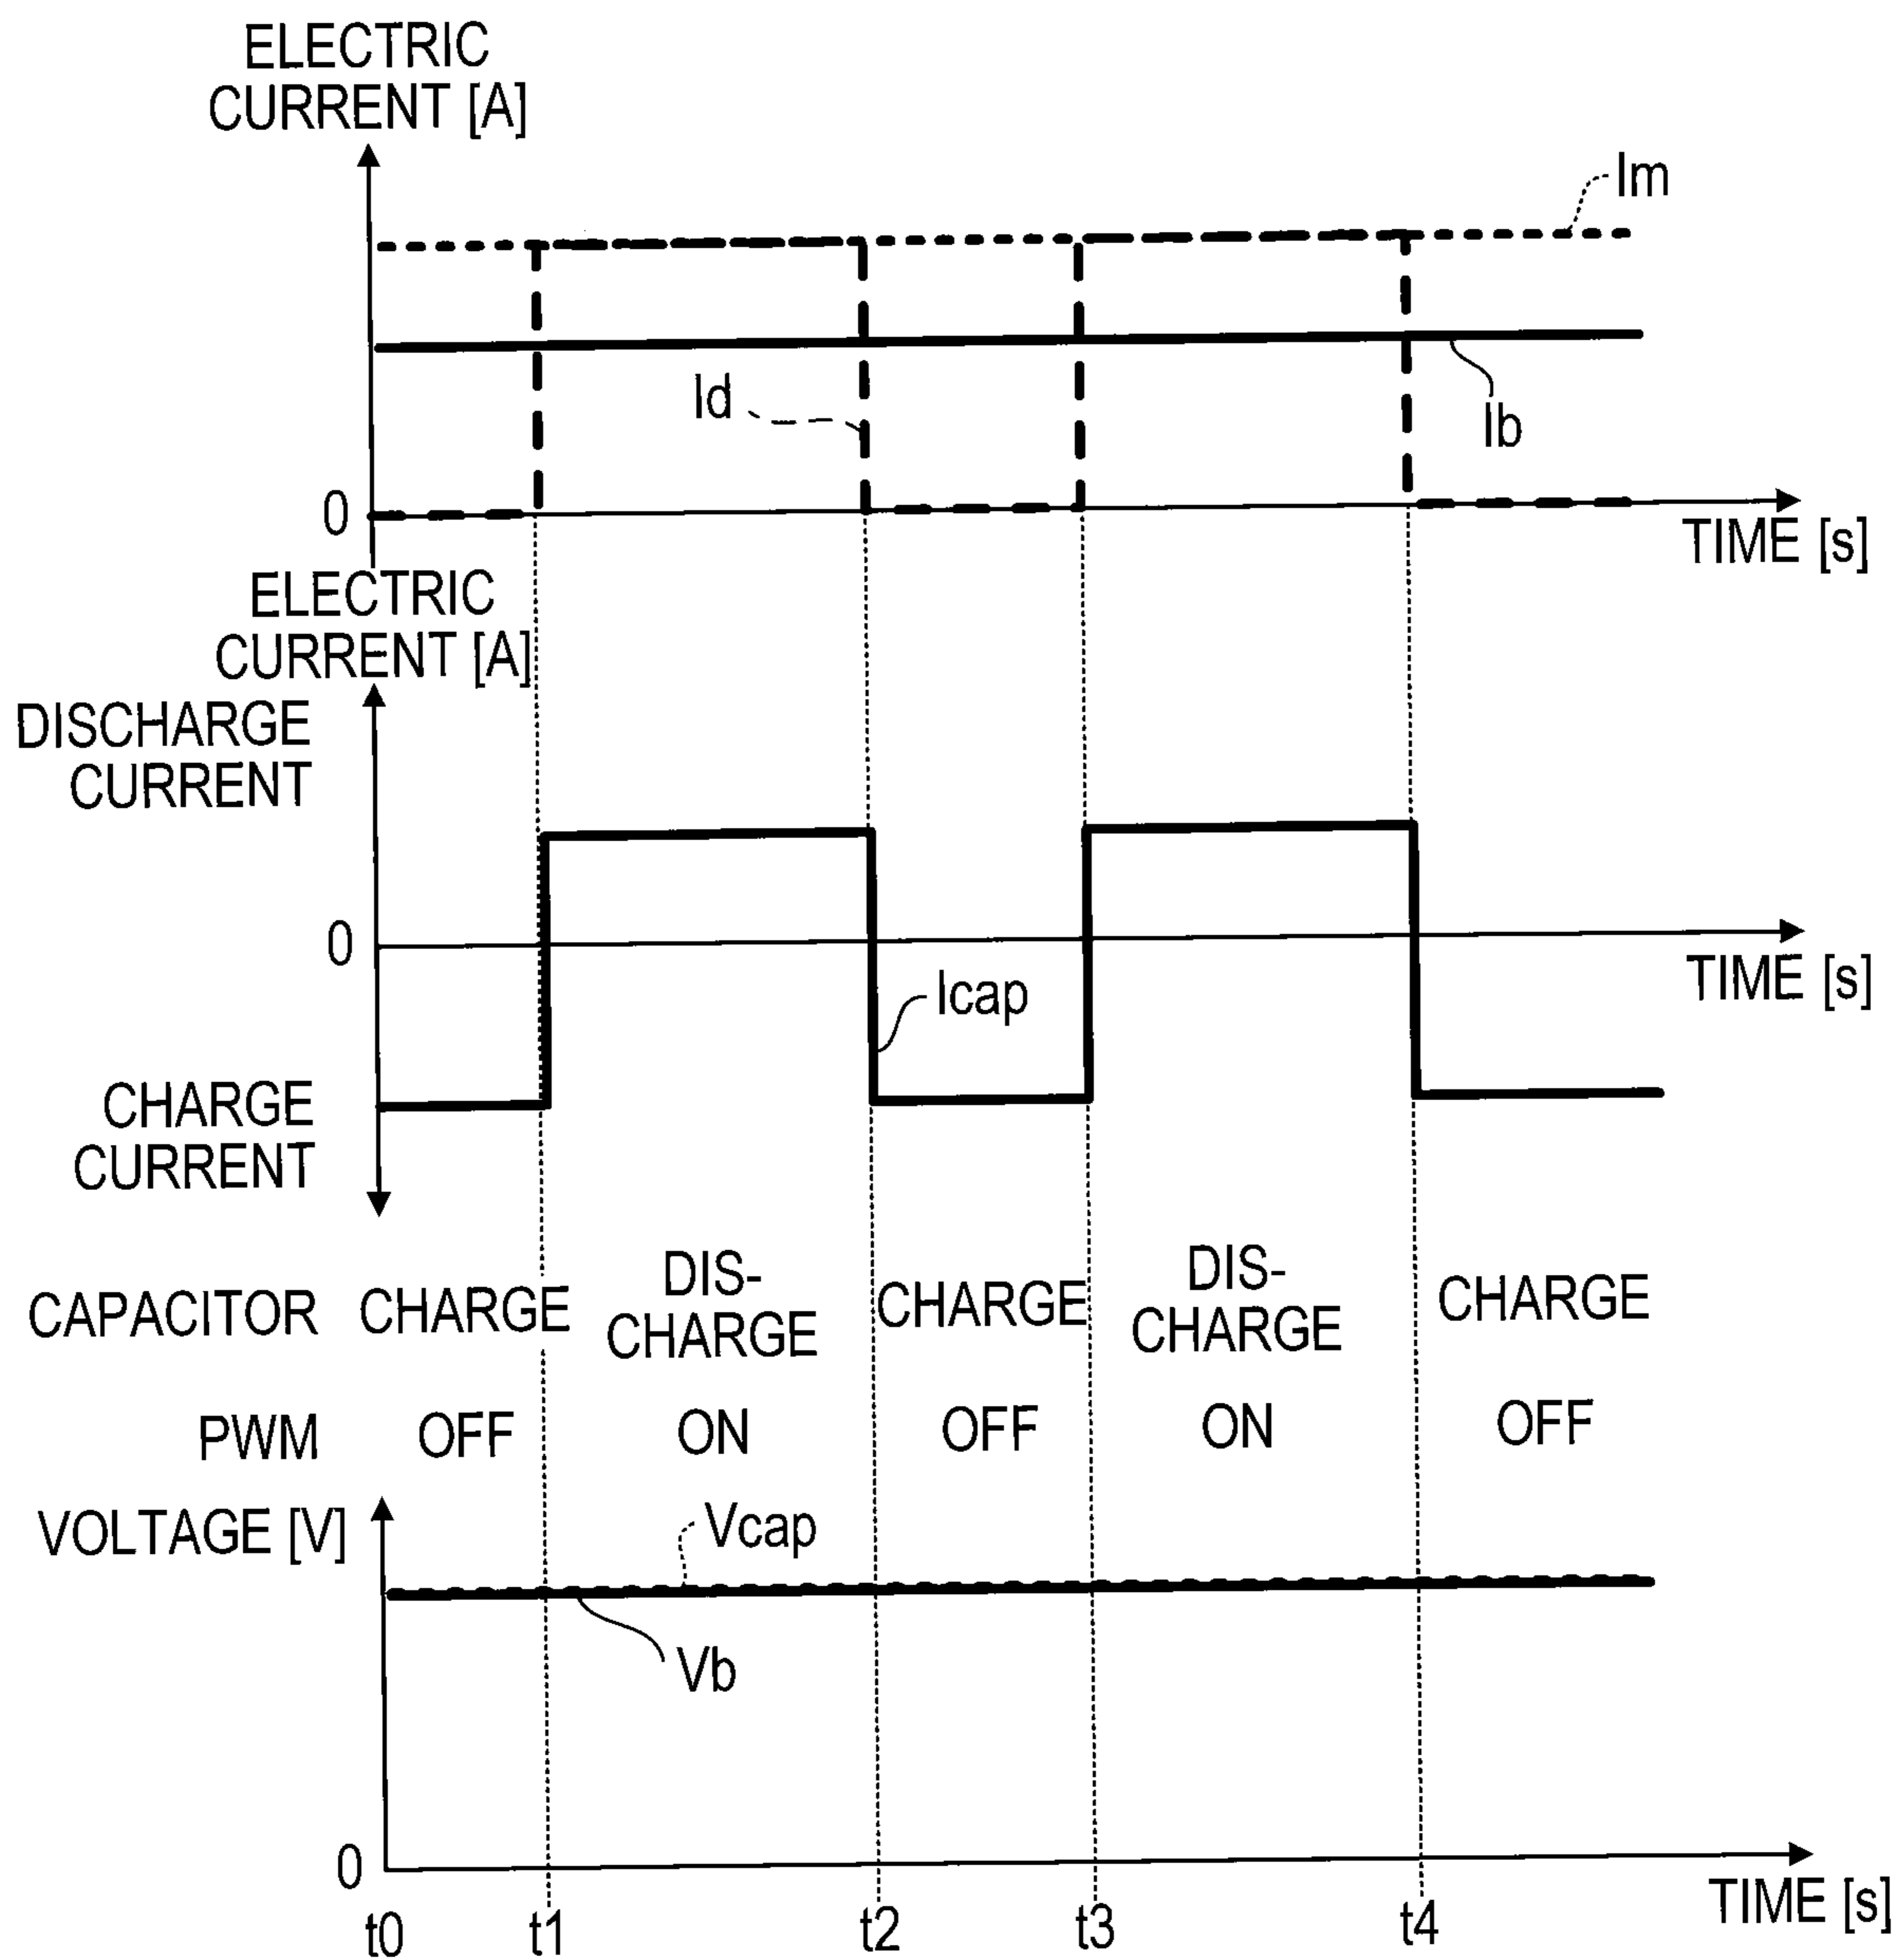 ELECTRIC
CURRENT [A]
Im
Id
Ib
0
TIME [s]
ELECTRIC
CURRENT [A]
DISCHARGE
CURRENT
0
TIME [s]
Icap
CHARGE
CURRENT
CAPACITOR CHARGE DIS-
CHARGE CHARGE DIS-
CHARGE CHARGE
PWM OFF ON OFF ON OFF
VOLTAGE [V]
Vcap
Vb
0
TIME [s]
t0 t1 t2 t3 t4